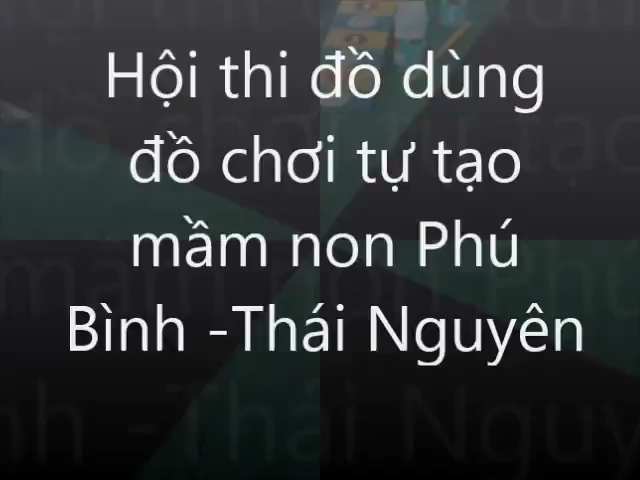 Hội thi đồ dùng
đồ chơi tự tạo
mầm non Phú
Bình -Thái Nguyên